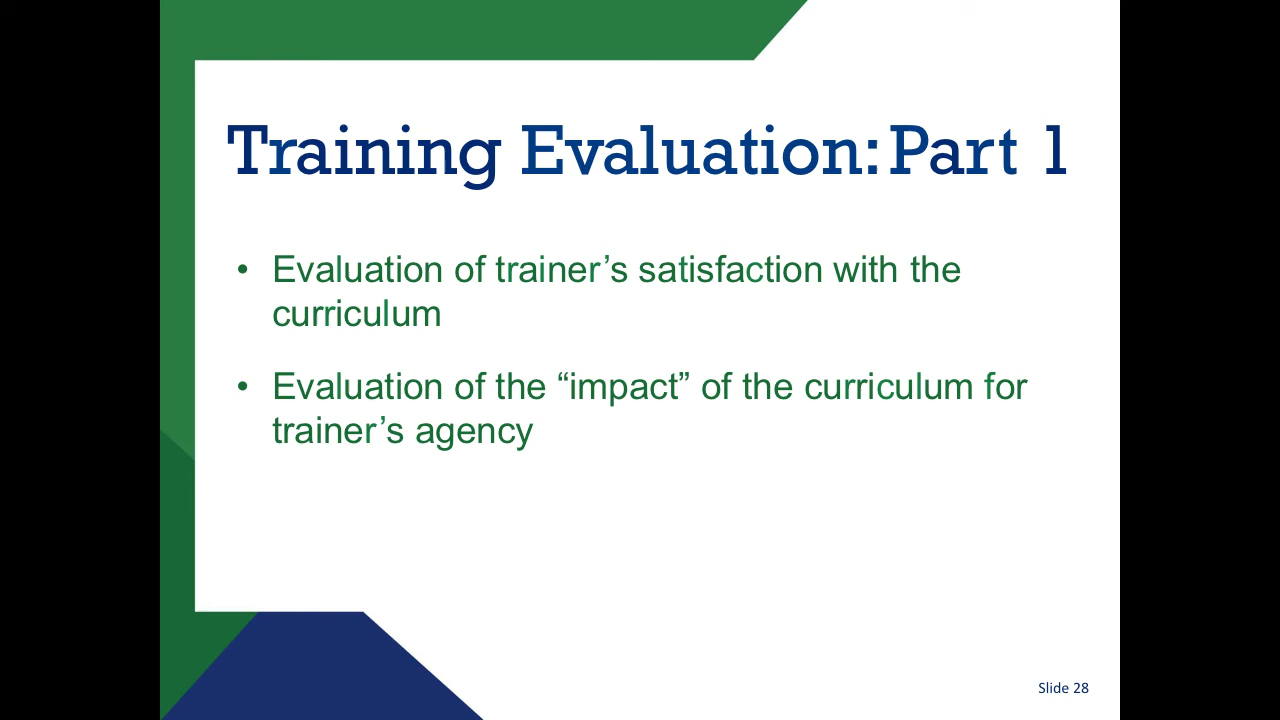 Training Evaluation: Part 1
• Evaluation of trainer’s satisfaction with the
curriculum
• Evaluation of the “impact” of the curriculum for
trainer’s agency
Slide 28